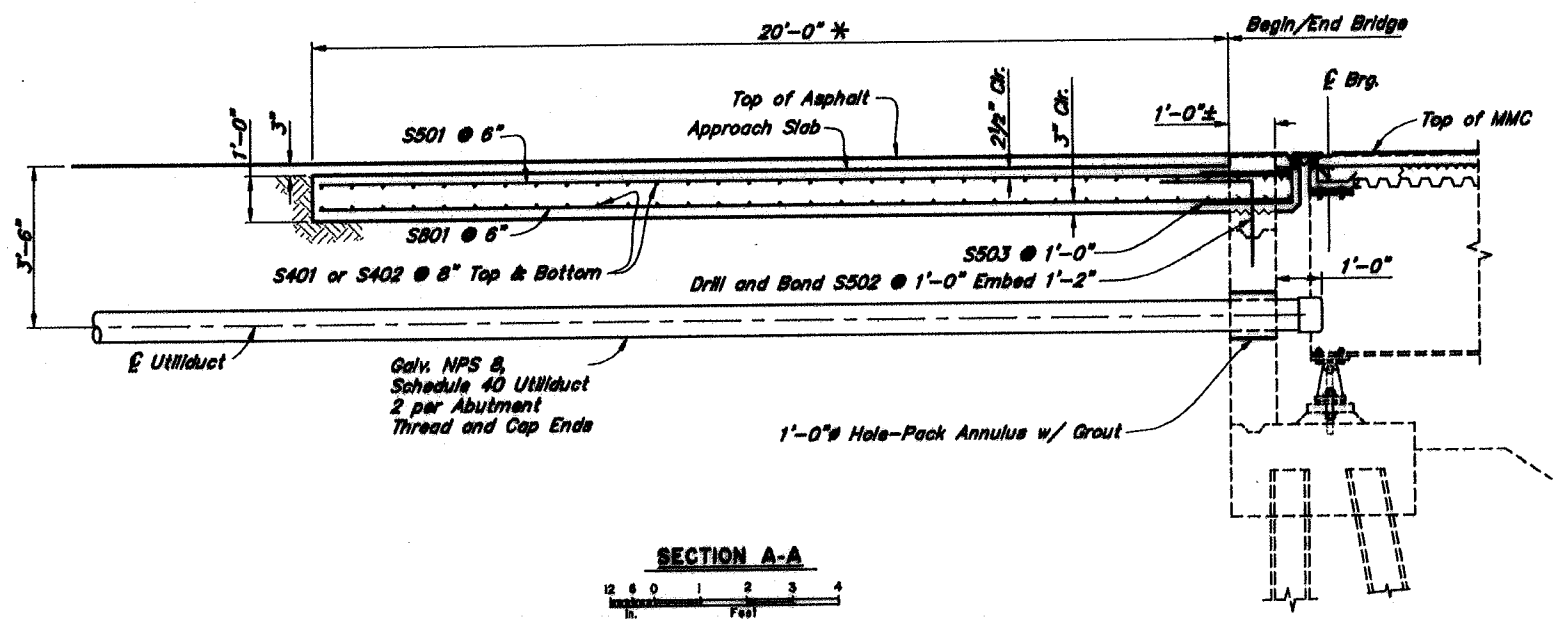 20'-0" *
Begin/End Bridge
℄ Brg.
Top of Asphalt
2½" Clr.
3" Clr.
1'-0"±
Top of MMC
Approach Slab
1'-0"
3"
S501 @ 6"
3'-6"
S801 @ 6"
S503 @ 1'-0"
S401 or S402 @ 8" Top & Bottom
Drill and Bond S502 @ 1'-0" Embed 1'-2"
1'-0"
℄ Utiliduct
Galv. NPS 8,
Schedule 40 Utiliduct
2 per Abutment
Thread and Cap Ends
1'-0"ø Hole-Pack Annulus w/ Grout
SECTION A-A
12 6 0 1 2 3 4
In. Feet